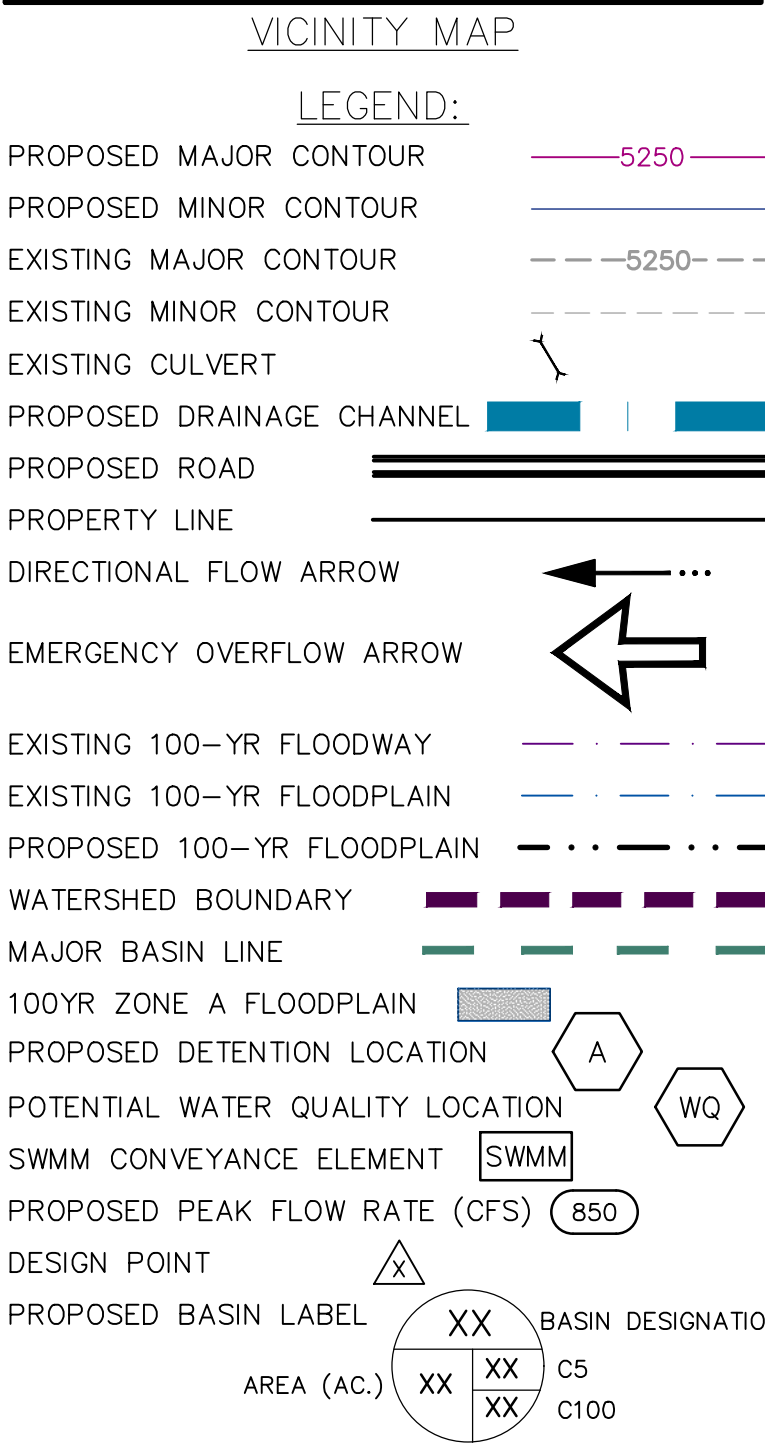 VICINITY MAP
LEGEND:
PROPOSED MAJOR CONTOUR 5250
PROPOSED MINOR CONTOUR
EXISTING MAJOR CONTOUR 5250
EXISTING MINOR CONTOUR
EXISTING CULVERT
PROPOSED DRAINAGE CHANNEL
PROPOSED ROAD
PROPERTY LINE
DIRECTIONAL FLOW ARROW
EMERGENCY OVERFLOW ARROW
EXISTING 100-YR FLOODWAY
EXISTING 100-YR FLOODPLAIN
PROPOSED 100-YR FLOODPLAIN
WATERSHED BOUNDARY
MAJOR BASIN LINE
100YR ZONE A FLOODPLAIN
PROPOSED DETENTION LOCATION A
POTENTIAL WATER QUALITY LOCATION WQ
SWMM CONVEYANCE ELEMENT SWMM
PROPOSED PEAK FLOW RATE (CFS) 850
DESIGN POINT X
PROPOSED BASIN LABEL XX BASIN DESIGNATIO
AREA (AC.) XX XX C5
XX C100